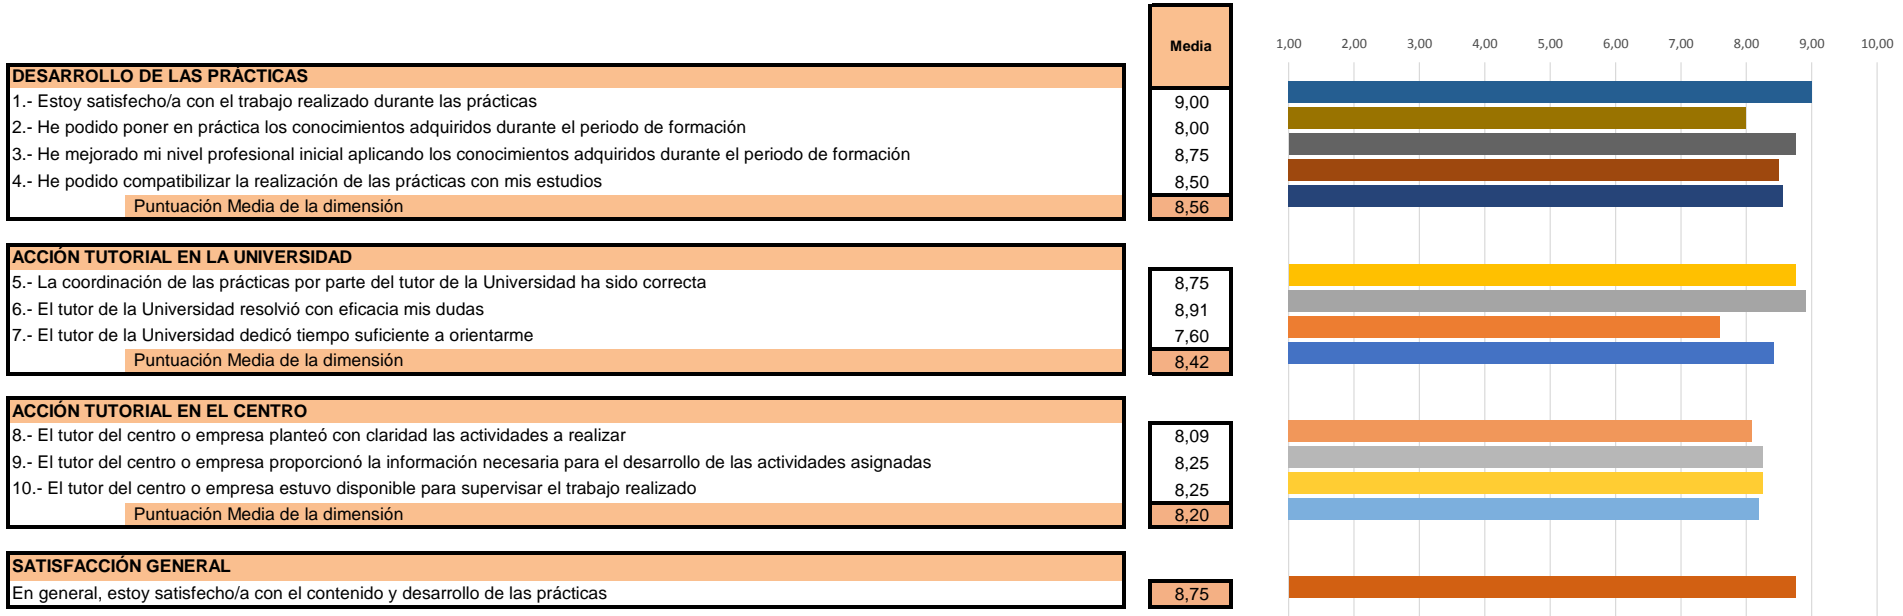 Media
1,00 2,00 3,00 4,00 5,00 6,00 7,00 8,00 9,00 10,00
DESARROLLO DE LAS PRÁCTICAS
1.- Estoy satisfecho/a con el trabajo realizado durante las prácticas 9,00
2.- He podido poner en práctica los conocimientos adquiridos durante el periodo de formación 8,00
3.- He mejorado mi nivel profesional inicial aplicando los conocimientos adquiridos durante el periodo de formación 8,75
4.- He podido compatibilizar la realización de las prácticas con mis estudios 8,50
Puntuación Media de la dimensión 8,56
ACCIÓN TUTORIAL EN LA UNIVERSIDAD
5.- La coordinación de las prácticas por parte del tutor de la Universidad ha sido correcta 8,75
6.- El tutor de la Universidad resolvió con eficacia mis dudas 8,91
7.- El tutor de la Universidad dedicó tiempo suficiente a orientarme 7,60
Puntuación Media de la dimensión 8,42
ACCIÓN TUTORIAL EN EL CENTRO
8.- El tutor del centro o empresa planteó con claridad las actividades a realizar 8,09
9.- El tutor del centro o empresa proporcionó la información necesaria para el desarrollo de las actividades asignadas 8,25
10.- El tutor del centro o empresa estuvo disponible para supervisar el trabajo realizado 8,25
Puntuación Media de la dimensión 8,20
SATISFACCIÓN GENERAL
En general, estoy satisfecho/a con el contenido y desarrollo de las prácticas 8,75